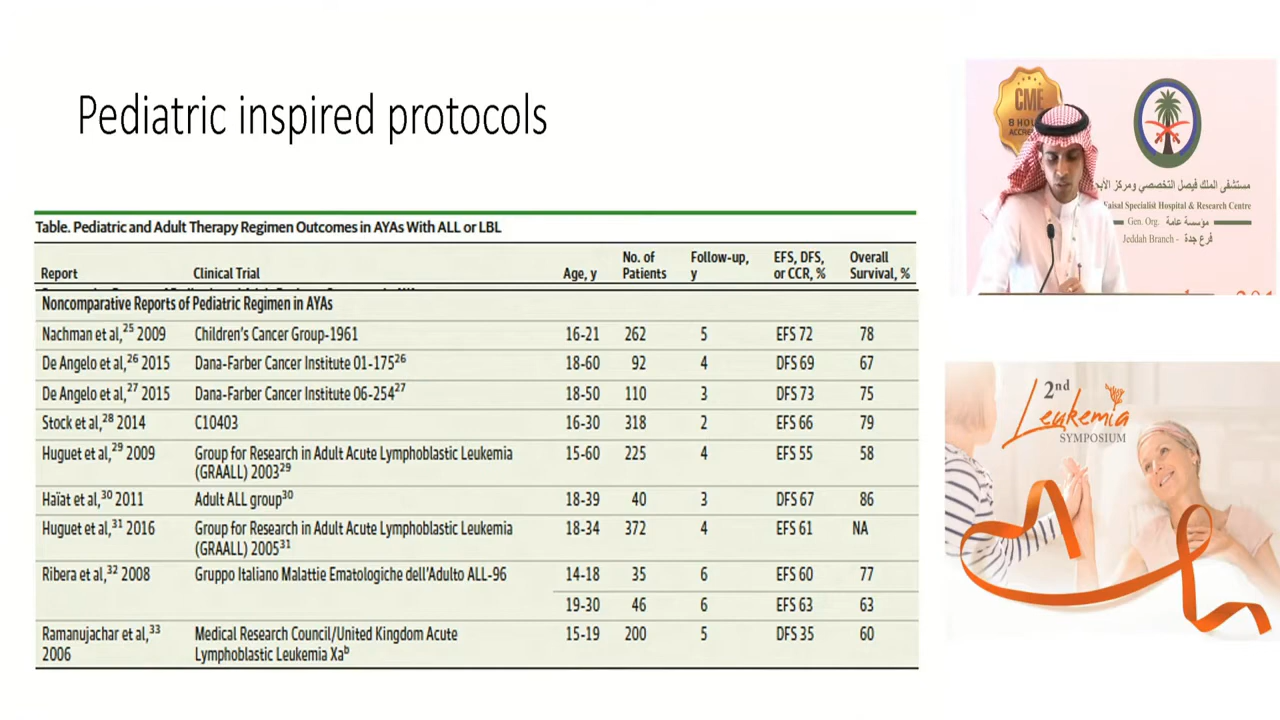 Pediatric inspired protocols
Table. Pediatric and Adult Therapy Regimen Outcomes in AYAs With ALL or LBL
Report Clinical Trial Age, y No. of Patients Follow-up, y EFS, DFS, or CCR, % Overall Survival, %
Noncomparative Reports of Pediatric Regimen in AYAs
Nachman et al,25 2009 Children's Cancer Group-1961 16-21 262 5 EFS 72 78
De Angelo et al,26 2015 Dana-Farber Cancer Institute 01-17526 18-60 92 4 DFS 69 67
De Angelo et al,27 2015 Dana-Farber Cancer Institute 06-25427 18-50 110 3 DFS 73 75
Stock et al,28 2014 C10403 16-30 318 2 EFS 66 79
Huguet et al,29 2009 Group for Research in Adult Acute Lymphoblastic Leukemia (GRAALL) 200329 15-60 225 4 EFS 55 58
Haïat et al,30 2011 Adult ALL group30 18-39 40 3 DFS 67 86
Huguet et al,31 2016 Group for Research in Adult Acute Lymphoblastic Leukemia (GRAALL) 200531 18-34 372 4 EFS 61 NA
Ribera et al,32 2008 Gruppo Italiano Malattie Ematologiche dell'Adulto ALL-96 14-18 35 6 EFS 60 77
19-30 46 6 EFS 63 63
Ramanujachar et al,33 2006 Medical Research Council/United Kingdom Acute Lymphoblastic Leukemia Xab 15-19 200 5 DFS 35 60
CME
8 HOU
ACCRE
مستشفى الملك فيصل التخصصي ومركز الأبح
Faisal Specialist Hospital & Research Centre
Gen. Org. مؤسسة عامة
Jeddah Branch - فرع جدة
2nd
Leukemia
SYMPOSIUM